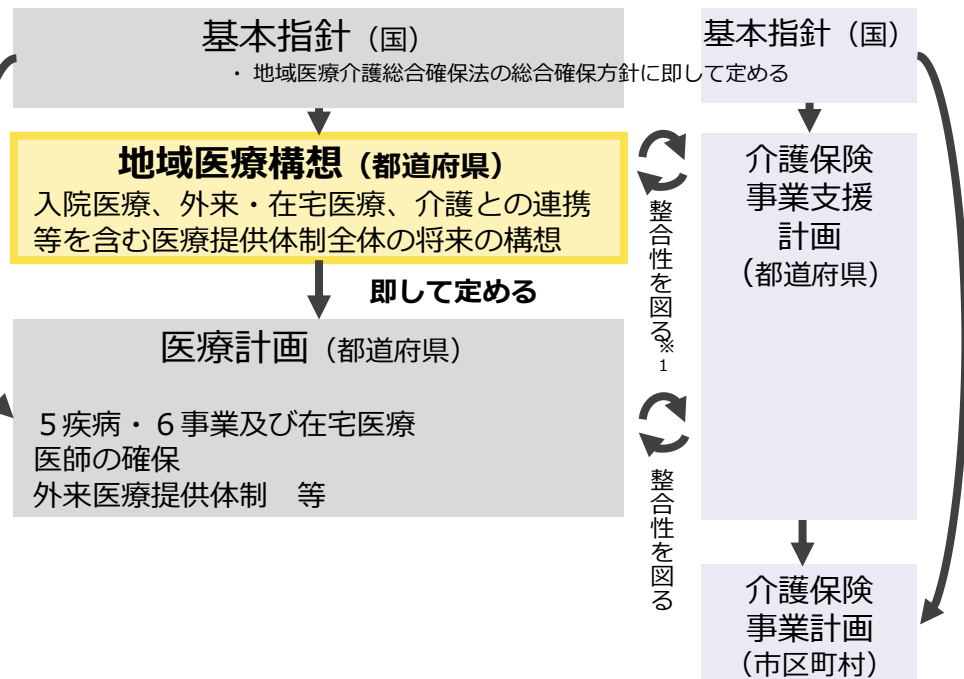 基本指針（国）
・ 地域医療介護総合確保法の総合確保方針に即して定める
地域医療構想（都道府県）
入院医療、外来・在宅医療、介護との連携
等を含む医療提供体制全体の将来の構想
即して定める
医療計画（都道府県）
５疾病・６事業及び在宅医療
医師の確保
外来医療提供体制　等
整合性を図る※1
整合性を図る
基本指針（国）
介護保険
事業支援
計画
（都道府県）
介護保険
事業計画
（市区町村）